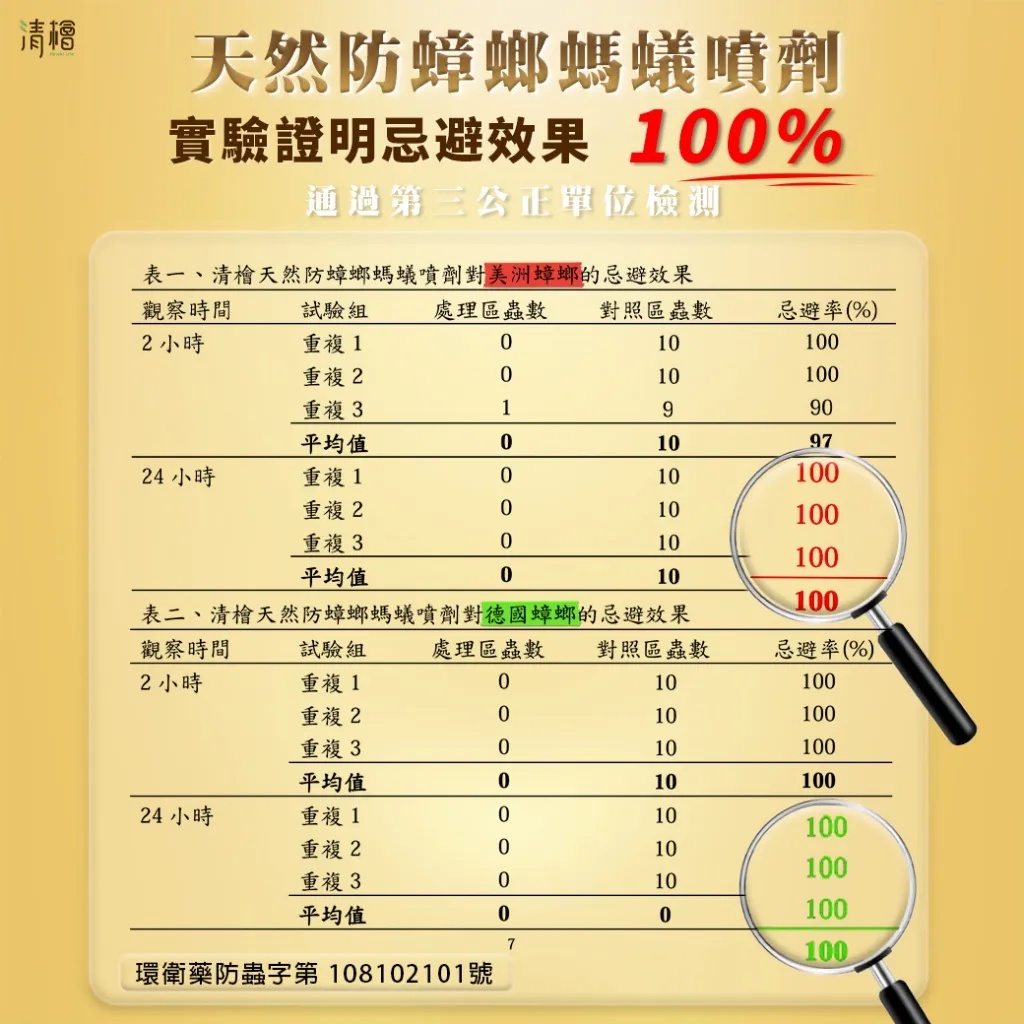 清檜
天然防蟑螂螞蟻噴劑
實驗證明忌避效果 100%
通過第三公正單位檢測
表一、清檜天然防蟑螂螞蟻噴劑對美洲蟑螂的忌避效果
觀察時間 試驗組 處理區蟲數 對照區蟲數 忌避率(%)
2 小時 重複 1 0 10 100
重複 2 0 10 100
重複 3 1 9 90
平均值 0 10 97
24 小時 重複 1 0 10 100
重複 2 0 10 100
重複 3 0 10 100
平均值 0 10 100
表二、清檜天然防蟑螂螞蟻噴劑對德國蟑螂的忌避效果
觀察時間 試驗組 處理區蟲數 對照區蟲數 忌避率(%)
2 小時 重複 1 0 10 100
重複 2 0 10 100
重複 3 0 10 100
平均值 0 10 100
24 小時 重複 1 0 10 100
重複 2 0 10 100
重複 3 0 10 100
平均值 0 0 100
7
環衛藥防蟲字第 108102101號